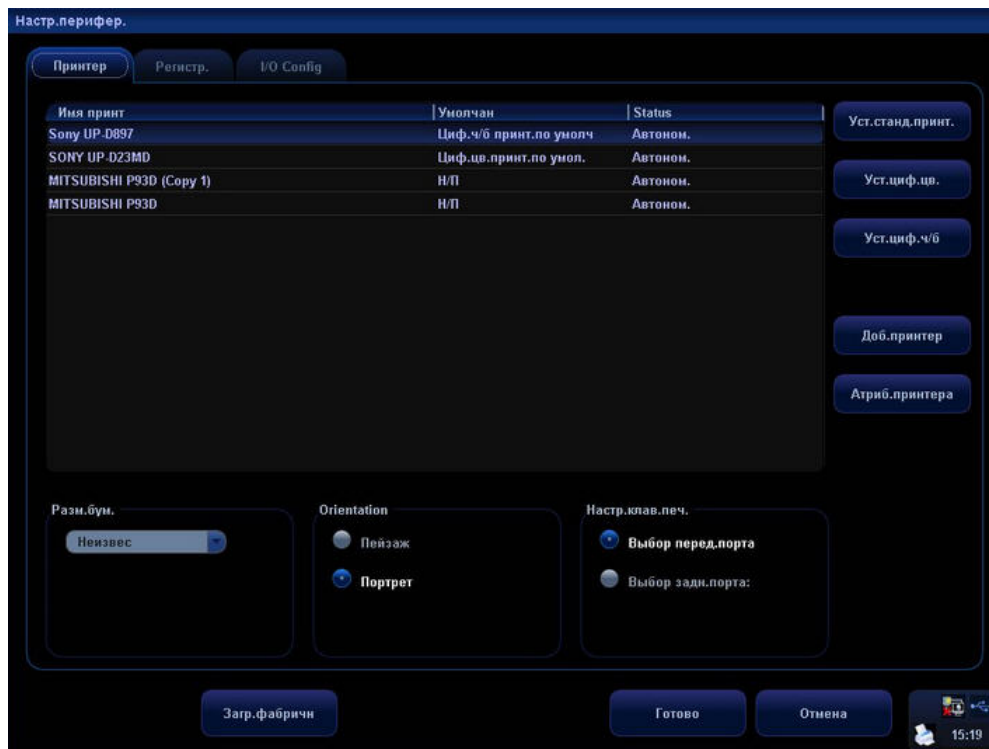 Настр.перифер.
Принтер Регистр. I/O Config
Имя принт Умолчан Status
Sony UP-D897 Циф.ч/б принт.по умолч Автоном.
SONY UP-D23MD Циф.цв.принт.по умол. Автоном.
MITSUBISHI P93D (Copy 1) Н/П Автоном.
MITSUBISHI P93D Н/П Автоном.
Уст.станд.принт.
Уст.циф.цв.
Уст.циф.ч/б
Доб.принтер
Атриб.принтера
Разм.бум. Orientation Настр.клав.печ.
Неизвес Пейзаж Выбор перед.порта
Портрет Выбор задн.порта:
Загр.фабричн Готово Отмена
15:19